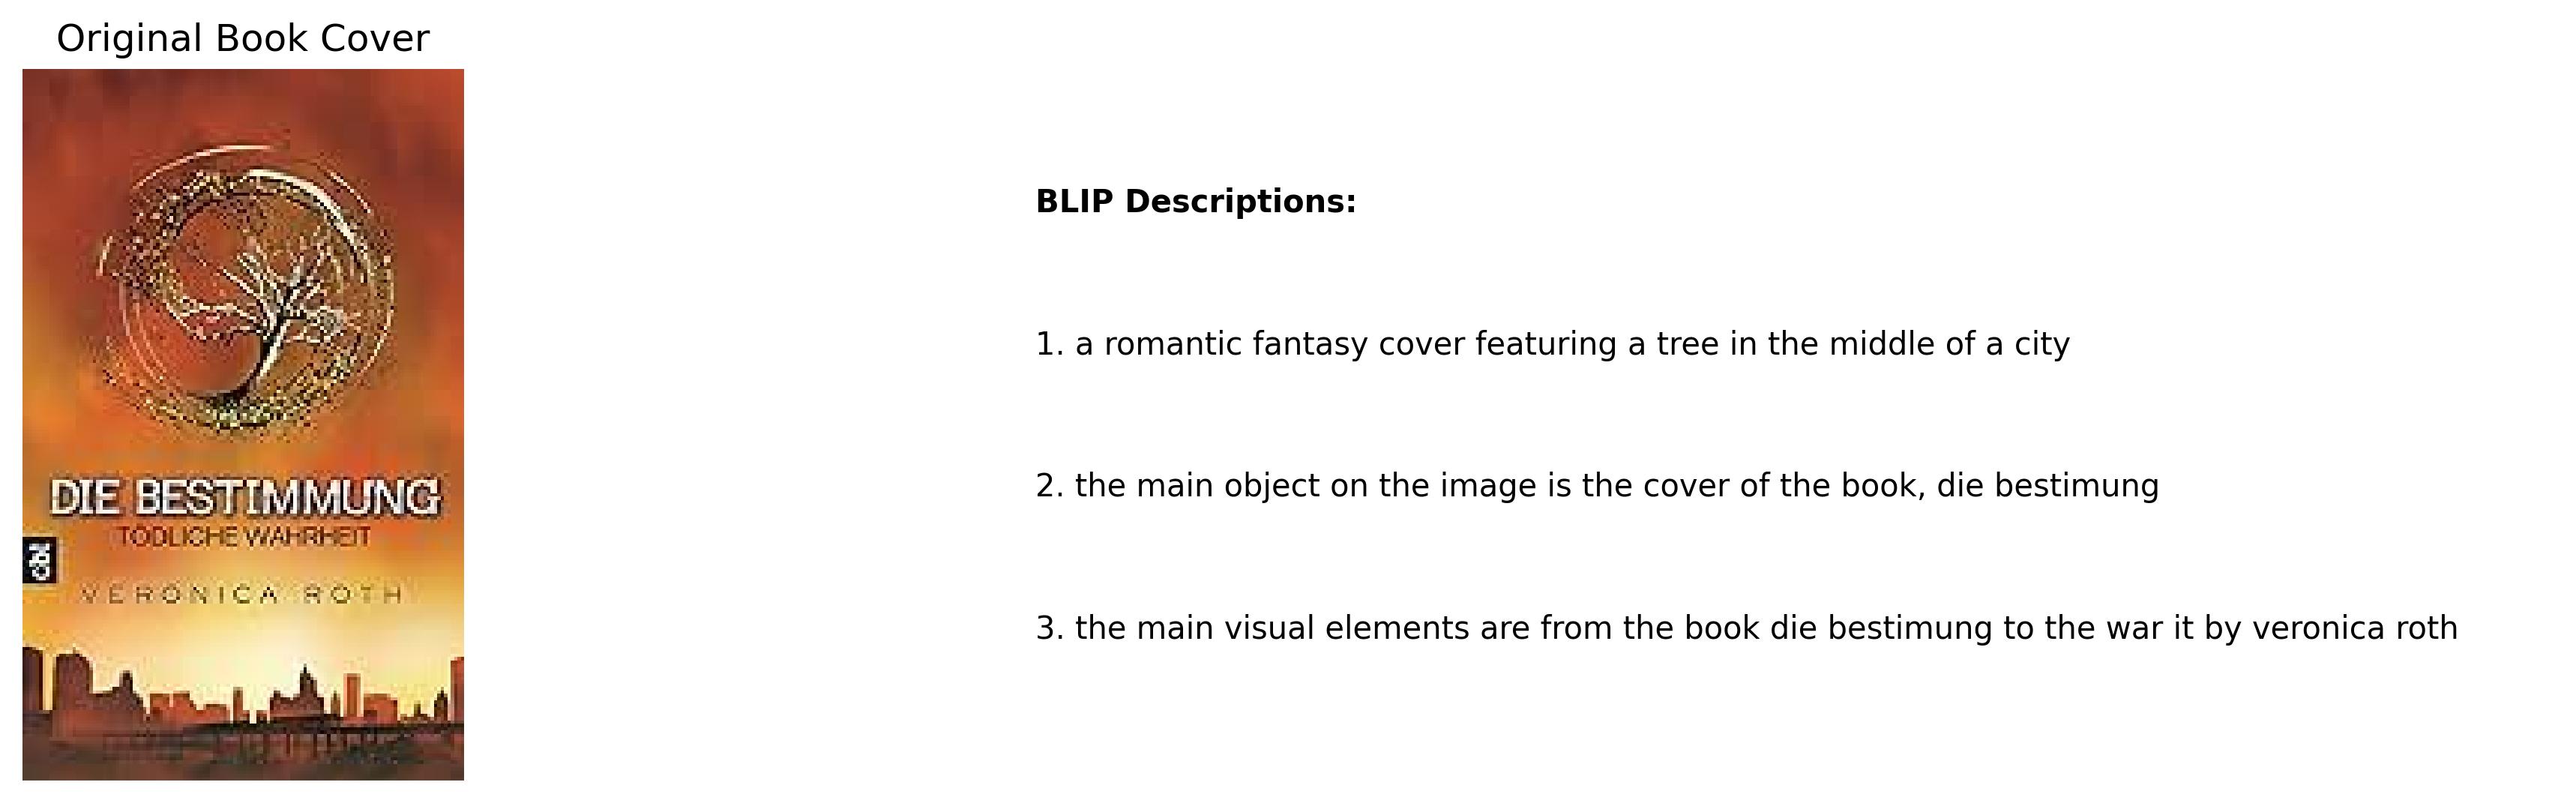 Original Book Cover
DIE BESTIMMUNG
TÖDLICHE WAHRHEIT
cbt
VERONICA ROTH
BLIP Descriptions:
1. a romantic fantasy cover featuring a tree in the middle of a city
2. the main object on the image is the cover of the book, die bestimung
3. the main visual elements are from the book die bestimung to the war it by veronica roth